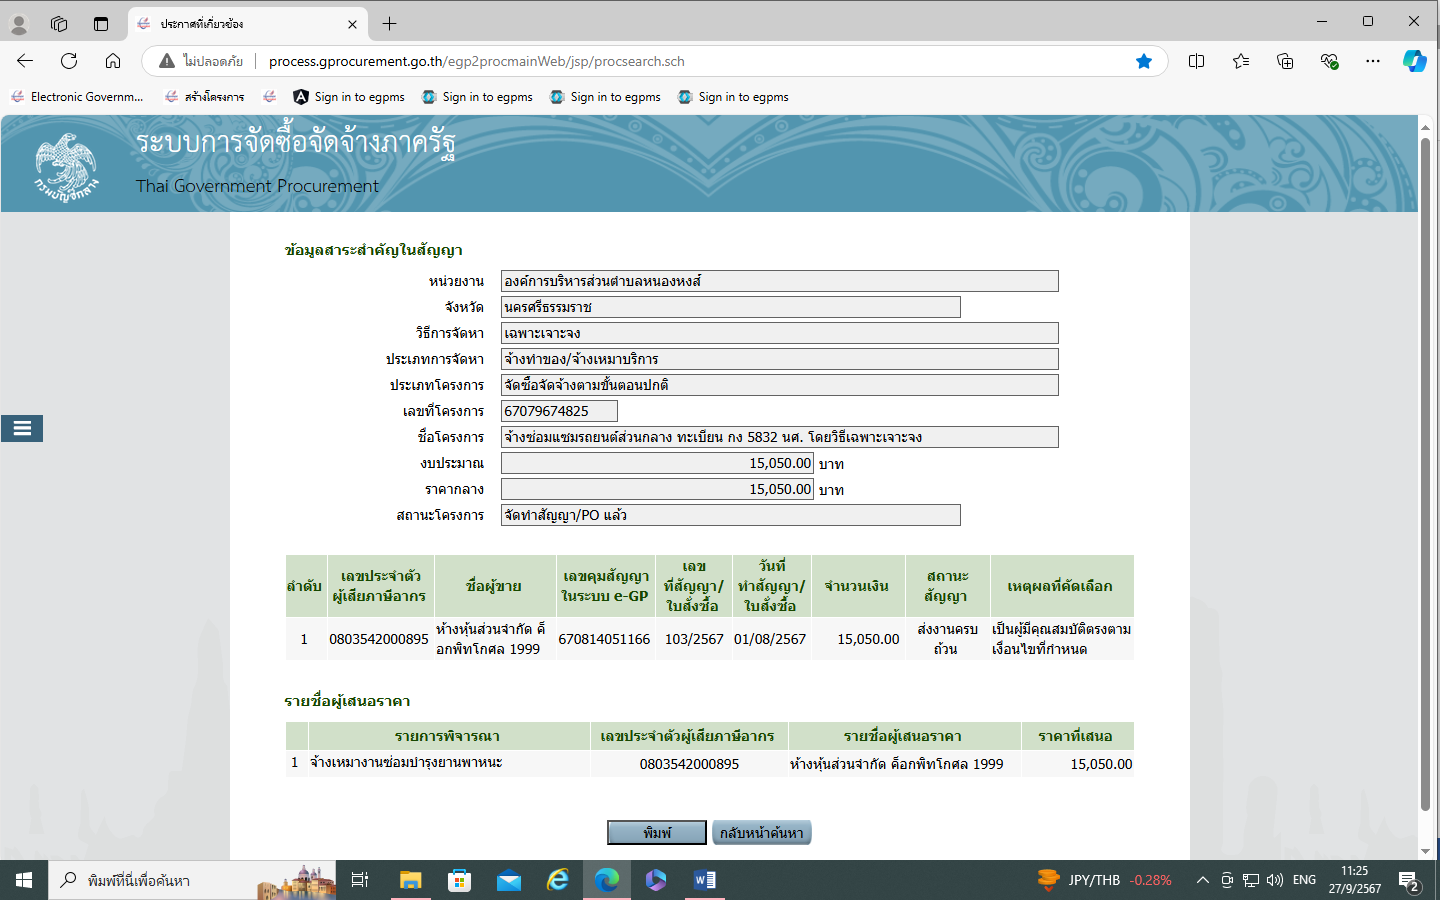 ประกาศที่เกี่ยวข้อง
ไม่ปลอดภัย
process.gprocurement.go.th/egp2procmainWeb/jsp/procsearch.sch
Electronic Governm...
สร้างโครงการ
Sign in to egpms
Sign in to egpms
Sign in to egpms
Sign in to egpms
ระบบการจัดซื้อจัดจ้างภาครัฐ
Thai Government Procurement
กรมบัญชีกลาง
ข้อมูลสาระสำคัญในสัญญา
หน่วยงาน องค์การบริหารส่วนตำบลหนองหงส์
จังหวัด นครศรีธรรมราช
วิธีการจัดหา เฉพาะเจาะจง
ประเภทการจัดหา จ้างทำของ/จ้างเหมาบริการ
ประเภทโครงการ จัดซื้อจัดจ้างตามขั้นตอนปกติ
เลขที่โครงการ 67079674825
ชื่อโครงการ จ้างซ่อมแซมรถยนต์ส่วนกลาง ทะเบียน กง 5832 นศ. โดยวิธีเฉพาะเจาะจง
งบประมาณ 15,050.00 บาท
ราคากลาง 15,050.00 บาท
สถานะโครงการ จัดทำสัญญา/PO แล้ว
ลำดับ
เลขประจำตัว
ผู้เสียภาษีอากร
ชื่อผู้ขาย
เลขคุมสัญญา
ในระบบ e-GP
เลข
ที่สัญญา/
ใบสั่งซื้อ
วันที่
ทำสัญญา/
ใบสั่งซื้อ
จำนวนเงิน
สถานะ
สัญญา
เหตุผลที่คัดเลือก
1
0803542000895
ห้างหุ้นส่วนจำกัด ค็
อกพิทโกศล 1999
670814051166
103/2567
01/08/2567
15,050.00
ส่งงานครบ
ถ้วน
เป็นผู้มีคุณสมบัติตรงตาม
เงื่อนไขที่กำหนด
รายชื่อผู้เสนอราคา
รายการพิจารณา เลขประจำตัวผู้เสียภาษีอากร รายชื่อผู้เสนอราคา ราคาที่เสนอ
1 จ้างเหมางานซ่อมบำรุงยานพาหนะ 0803542000895 ห้างหุ้นส่วนจำกัด ค็อกพิทโกศล 1999 15,050.00
พิมพ์
กลับหน้าค้นหา
พิมพ์ที่นี่เพื่อค้นหา
JPY/THB -0.28%
ENG
11:25
27/9/2567
2